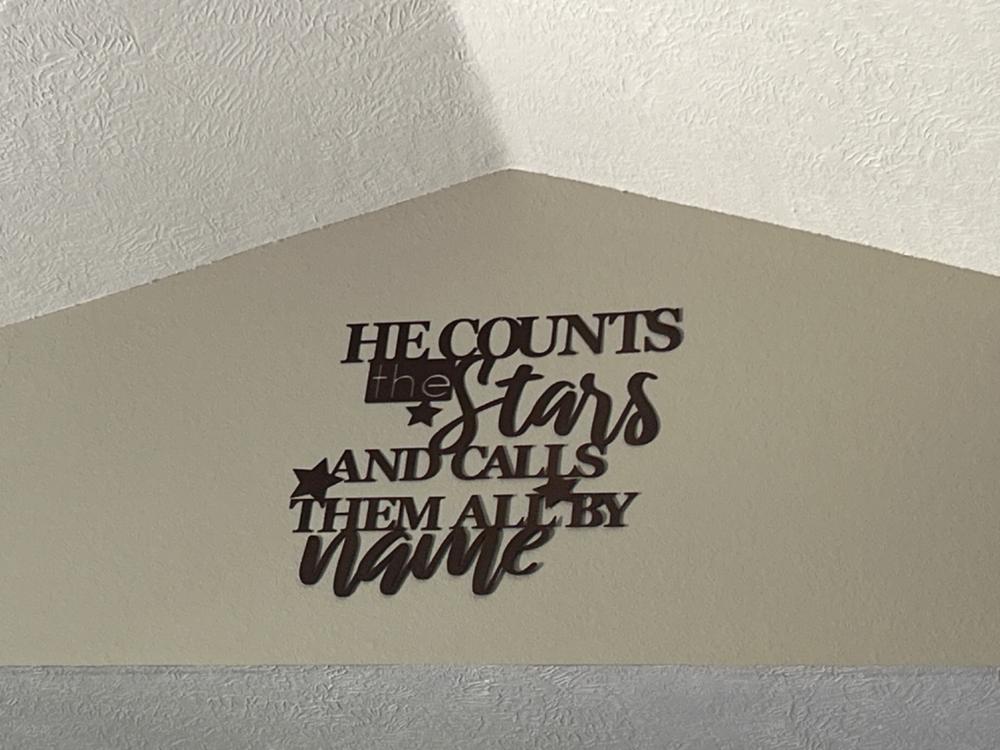 HE COUNTS
the Stars
AND CALLS
THEM ALL BY
name